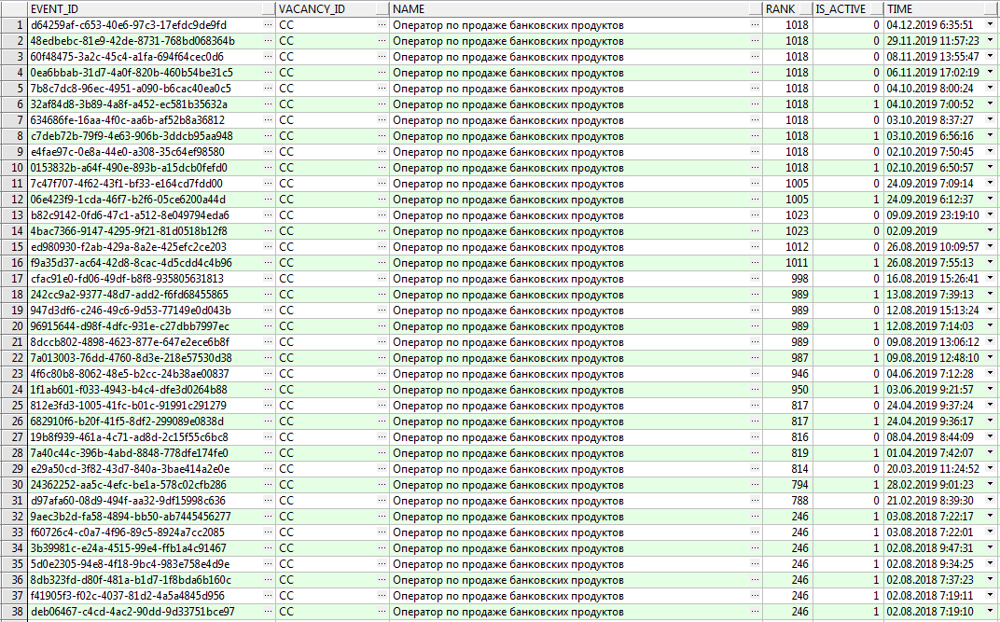 EVENT_ID VACANCY_ID NAME RANK IS_ACTIVE TIME
1 d64259af-c653-40e6-97c3-17efdc9de9fd ... CC ... Оператор по продаже банковских продуктов ... 1018 0 04.12.2019 6:35:51
2 48edbebc-81e9-42de-8731-768bd068364b ... CC ... Оператор по продаже банковских продуктов ... 1018 0 29.11.2019 11:57:23
3 60f48475-3a2c-45c4-a1fa-694f64cec0d6 ... CC ... Оператор по продаже банковских продуктов ... 1018 0 08.11.2019 13:55:47
4 0ea6bbab-31d7-4a0f-820b-460b54be31c5 ... CC ... Оператор по продаже банковских продуктов ... 1018 0 06.11.2019 17:02:19
5 7b8c7dc8-96ec-4951-a090-b6cac40ea0c5 ... CC ... Оператор по продаже банковских продуктов ... 1018 0 04.10.2019 8:00:24
6 32af84d8-3b89-4a8f-a452-ec581b35632a ... CC ... Оператор по продаже банковских продуктов ... 1018 1 04.10.2019 7:00:52
7 634686fe-16aa-4f0c-aa6b-af52b8a36812 ... CC ... Оператор по продаже банковских продуктов ... 1018 0 03.10.2019 8:37:27
8 c7deb72b-79f9-4e63-906b-3ddcb95aa948 ... CC ... Оператор по продаже банковских продуктов ... 1018 1 03.10.2019 6:56:16
9 e4fae97c-0e8a-44e0-a308-35c64ef98580 ... CC ... Оператор по продаже банковских продуктов ... 1018 0 02.10.2019 7:50:45
10 0153832b-a64f-490e-893b-a15dcb0fefd0 ... CC ... Оператор по продаже банковских продуктов ... 1018 1 02.10.2019 6:50:57
11 7c47f707-4f62-43f1-bf33-e164cd7fdd00 ... CC ... Оператор по продаже банковских продуктов ... 1005 0 24.09.2019 7:09:14
12 06e423f9-1cda-46f7-b2f6-05ce6200a44d ... CC ... Оператор по продаже банковских продуктов ... 1005 1 24.09.2019 6:12:37
13 b82c9142-0fd6-47c1-a512-8e049794eda6 ... CC ... Оператор по продаже банковских продуктов ... 1023 0 09.09.2019 23:19:10
14 4bac7366-9147-4295-9f21-81d0518b12f8 ... CC ... Оператор по продаже банковских продуктов ... 1023 0 02.09.2019
15 ed980930-f2ab-429a-8a2e-425efc2ce203 ... CC ... Оператор по продаже банковских продуктов ... 1012 0 26.08.2019 10:09:57
16 f9a35d37-ac64-42d8-8cac-4d5cdd4c4b96 ... CC ... Оператор по продаже банковских продуктов ... 1011 1 26.08.2019 7:55:13
17 cfac91e0-fd06-49df-b8f8-935805631813 ... CC ... Оператор по продаже банковских продуктов ... 998 0 16.08.2019 15:26:41
18 242cc9a2-9377-48d7-add2-f6fd68455865 ... CC ... Оператор по продаже банковских продуктов ... 989 1 13.08.2019 7:39:13
19 947d3df6-c246-49c6-9d53-77149e0d043b ... CC ... Оператор по продаже банковских продуктов ... 989 0 12.08.2019 15:13:24
20 96915644-d98f-4dfc-931e-c27dbb7997ec ... CC ... Оператор по продаже банковских продуктов ... 989 1 12.08.2019 7:14:03
21 8dccb802-4898-4623-877e-647e2ece6b8f ... CC ... Оператор по продаже банковских продуктов ... 989 0 09.08.2019 13:06:12
22 7a013003-76dd-4760-8d3e-218e57530d38 ... CC ... Оператор по продаже банковских продуктов ... 987 1 09.08.2019 12:48:10
23 4f6c80b8-8062-48e5-b2cc-24b38ae00837 ... CC ... Оператор по продаже банковских продуктов ... 946 0 04.06.2019 7:12:28
24 1f1ab601-f033-4943-b4c4-dfe3d0264b88 ... CC ... Оператор по продаже банковских продуктов ... 950 1 03.06.2019 9:21:57
25 812e3fd3-1005-41fc-b01c-91991c291279 ... CC ... Оператор по продаже банковских продуктов ... 817 0 24.04.2019 9:37:24
26 682910f6-b20f-41f5-8df2-299089e0838d ... CC ... Оператор по продаже банковских продуктов ... 817 1 24.04.2019 9:36:17
27 19b8f939-461a-4c71-ad8d-2c15f55c6bc8 ... CC ... Оператор по продаже банковских продуктов ... 816 0 08.04.2019 8:44:09
28 7a40c44c-396b-4abd-8848-778dfe174fe0 ... CC ... Оператор по продаже банковских продуктов ... 819 1 01.04.2019 7:42:07
29 e29a50cd-3f82-43d7-840a-3bae414a2e0e ... CC ... Оператор по продаже банковских продуктов ... 814 0 20.03.2019 11:24:52
30 24362252-aa5c-4efc-be1a-578c02cfb286 ... CC ... Оператор по продаже банковских продуктов ... 794 1 28.02.2019 9:01:23
31 d97afa60-08d9-494f-aa32-9df15998c636 ... CC ... Оператор по продаже банковских продуктов ... 788 0 21.02.2019 8:39:30
32 9aec3b2d-fa58-4894-bb50-ab7445456277 ... CC ... Оператор по продаже банковских продуктов ... 246 1 03.08.2018 7:22:17
33 f60726c4-c0a7-4f96-89c5-8924a7cc2085 ... CC ... Оператор по продаже банковских продуктов ... 246 1 03.08.2018 7:22:01
34 3b39981c-e24a-4515-99e4-ffb1a4c91467 ... CC ... Оператор по продаже банковских продуктов ... 246 1 02.08.2018 9:47:31
35 5d0e2305-94e8-4f18-9bc4-983e758e4d9e ... CC ... Оператор по продаже банковских продуктов ... 246 1 02.08.2018 9:34:25
36 8db323fd-d80f-481a-b1d7-1f8bda6b160c ... CC ... Оператор по продаже банковских продуктов ... 246 1 02.08.2018 7:37:23
37 f41905f3-f02c-4037-81d2-4a5a4845d956 ... CC ... Оператор по продаже банковских продуктов ... 246 1 02.08.2018 7:19:11
38 deb06467-c4cd-4ac2-90dd-9d33751bce97 ... CC ... Оператор по продаже банковских продуктов ... 246 1 02.08.2018 7:19:10